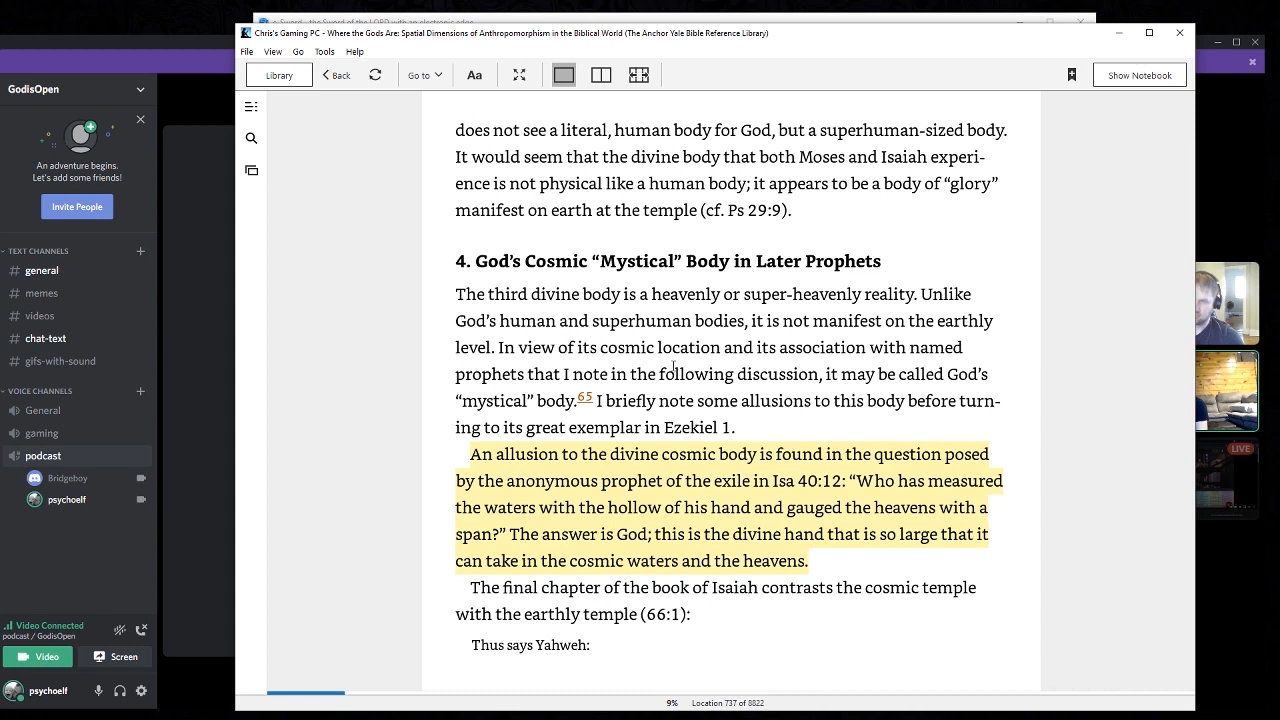 e-Sword - the Sword of the LORD with an electronic edge
Chris's Gaming PC - Where the Gods Are: Spatial Dimensions of Anthropomorphism in the Biblical World (The Anchor Yale Bible Reference Library)
File View Go Tools Help
Library
Back
Go to
Aa
Show Notebook
GodisOpen
An adventure begins.
Let's add some friends!
Invite People
TEXT CHANNELS
# general
# memes
# videos
# chat-text
# gifs-with-sound
VOICE CHANNELS
General
gaming
podcast
Bridgeboy
psychoelf
Video Connected
podcast / GodisOpen
Video
Screen
psychoelf
does not see a literal, human body for God, but a superhuman-sized body.
It would seem that the divine body that both Moses and Isaiah experi-
ence is not physical like a human body; it appears to be a body of “glory”
manifest on earth at the temple (cf. Ps 29:9).
4. God’s Cosmic “Mystical” Body in Later Prophets
The third divine body is a heavenly or super-heavenly reality. Unlike
God’s human and superhuman bodies, it is not manifest on the earthly
level. In view of its cosmic location and its association with named
prophets that I note in the following discussion, it may be called God’s
“mystical” body.65 I briefly note some allusions to this body before turn-
ing to its great exemplar in Ezekiel 1.
An allusion to the divine cosmic body is found in the question posed
by the anonymous prophet of the exile in Isa 40:12: “Who has measured
the waters with the hollow of his hand and gauged the heavens with a
span?” The answer is God; this is the divine hand that is so large that it
can take in the cosmic waters and the heavens.
The final chapter of the book of Isaiah contrasts the cosmic temple
with the earthly temple (66:1):
Thus says Yahweh:
9% Location 737 of 8822
LIVE